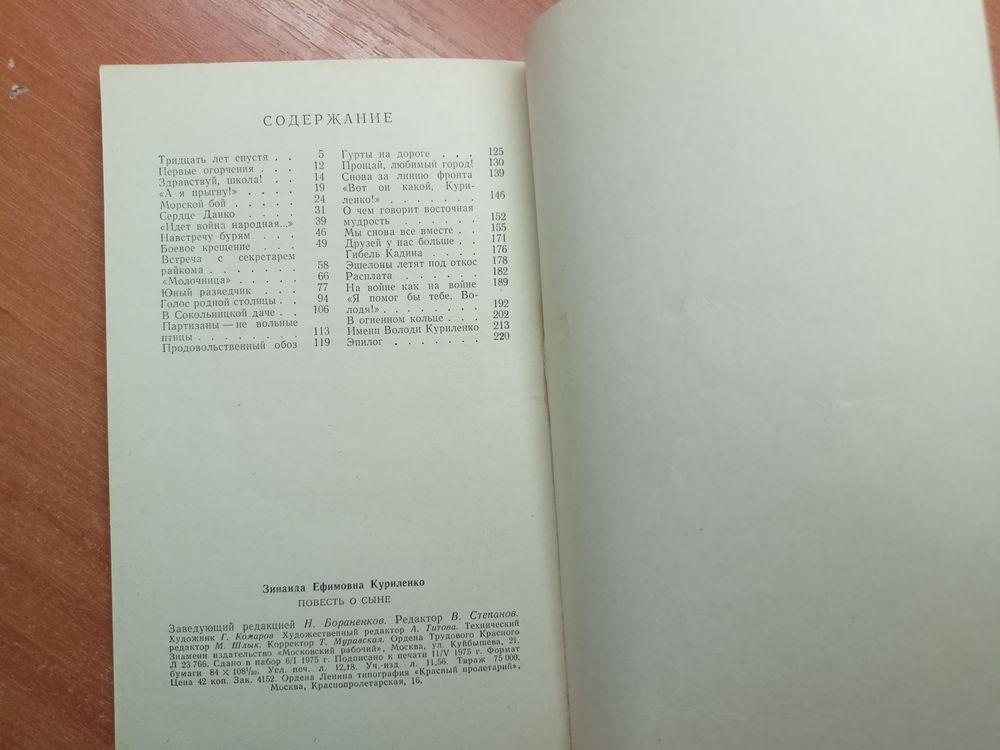 СОДЕРЖАНИЕ
Тридцать лет спустя . . 5
Первые огорчения . . . 12
Здравствуй, школа! . . 14
«А я прыгну!» . . . . 19
Морской бой . . . . . 24
Сердце Данко . . . . 31
«Идет война народная...» 39
Навстречу бурям . . . 46
Боевое крещение . . . 49
Встреча с секретарем
райкома . . . . . . . 58
«Молочница» . . . . . 66
Юный разведчик . . . 77
Голос родной столицы . . 94
В Сокольницкой даче . . 106
Партизаны — не вольные
птицы . . . . . . . . 113
Продовольственный обоз 119
Гурты на дороге . . . 125
Прощай, любимый город! 130
Снова за линию фронта 139
«Вот он какой, Кури-
ленко!» . . . . . . . 146
О чем говорит восточная
мудрость . . . . . . 152
Мы снова все вместе . . 155
Друзей у нас больше . . 171
Гибель Кадина . . . . 176
Эшелоны летят под откос 178
Расплата . . . . . . 182
На войне как на войне 189
«Я помог бы тебе, Во-
лодя!» . . . . . . . . 192
В огненном кольце . . . 202
Имени Володи Куриленко 213
Эпилог . . . . . . . 220
Зинаида Ефимовна Куриленко
ПОВЕСТЬ О СЫНЕ
Заведующий редакцией Н. Бораненков. Редактор В. Степанов.
Художник Г. Комаров Художественный редактор А. Титова. Технический
редактор М. Шлык. Корректор Т. Муравская. Ордена Трудового Красного
Знамени издательство «Московский рабочий», Москва, ул. Куйбышева, 21.
Л 23766. Сдано в набор 6/I 1975 г. Подписано к печати 11/V 1975 г. Формат
бумаги 84 × 108¹/₃₂. Усл. печ. л. 12,18. Уч.-изд. л. 11,56. Тираж 75 000.
Цена 42 коп. Зак. 4152. Ордена Ленина типография «Красный пролетарий».
Москва, Краснопролетарская, 16.